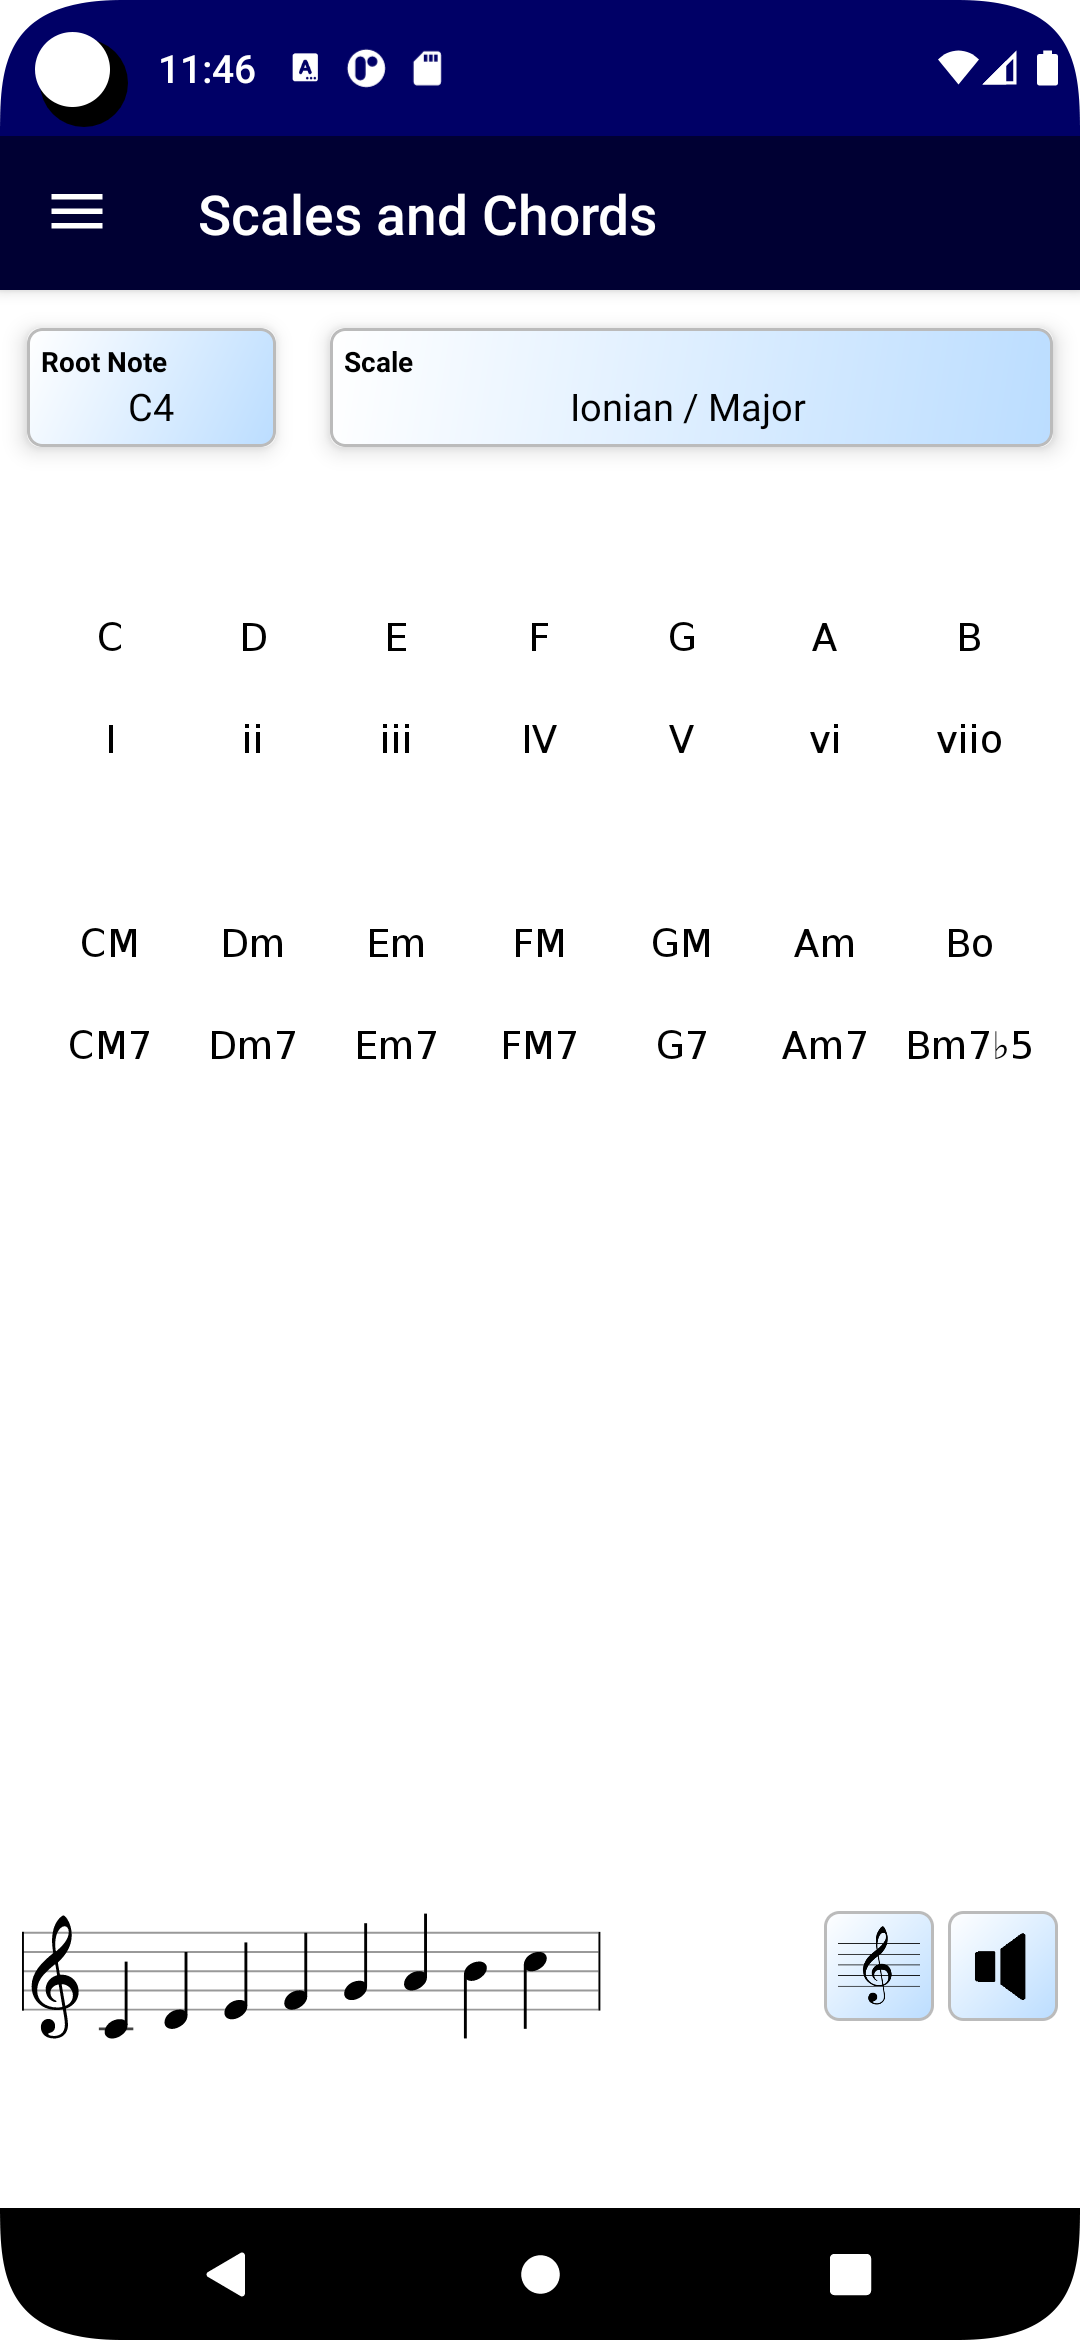 11:46
Scales and Chords
Root Note
C4
Scale
Ionian / Major
C D E F G A B
I ii iii IV V vi viio
CM Dm Em FM GM Am Bo
CM7 Dm7 Em7 FM7 G7 Am7 Bm7♭5